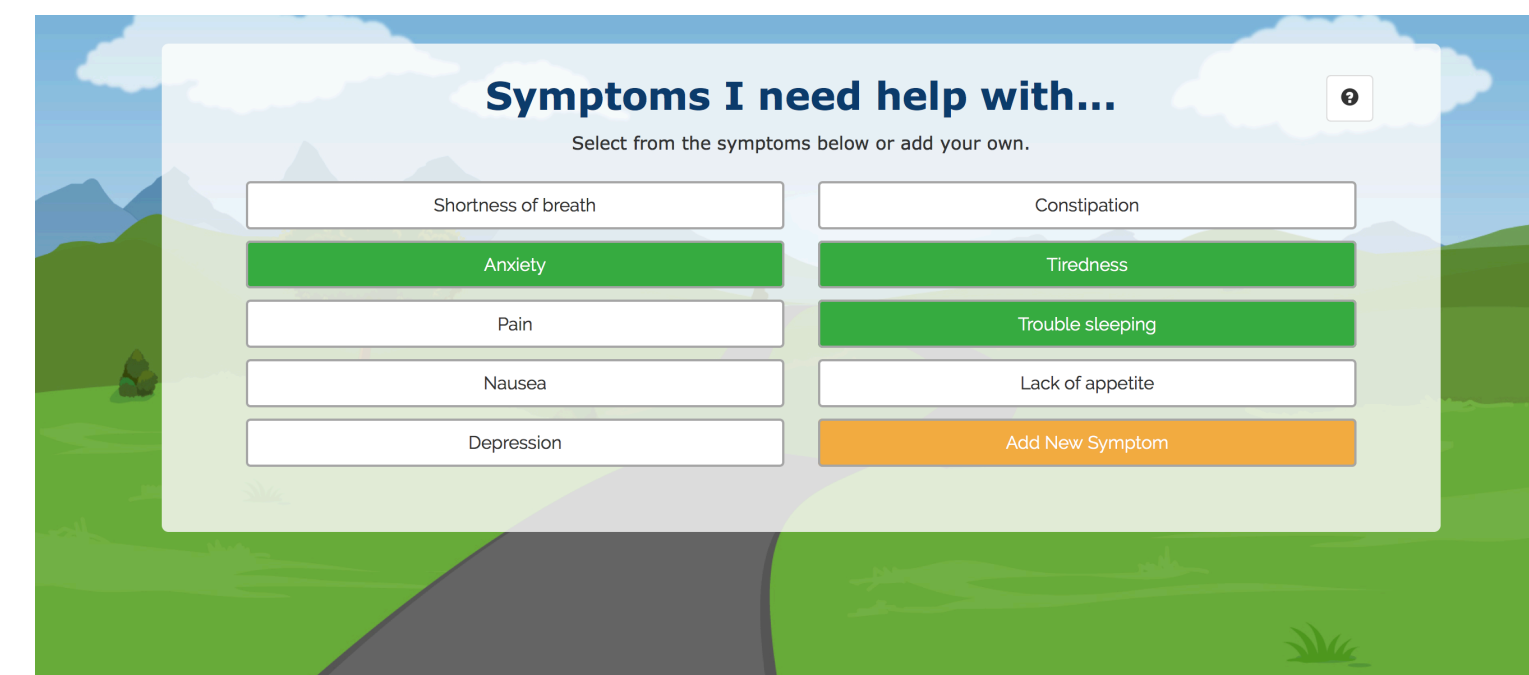 Symptoms I need help with...
Select from the symptoms below or add your own.
Shortness of breath
Constipation
Anxiety
Tiredness
Pain
Trouble sleeping
Nausea
Lack of appetite
Depression
Add New Symptom